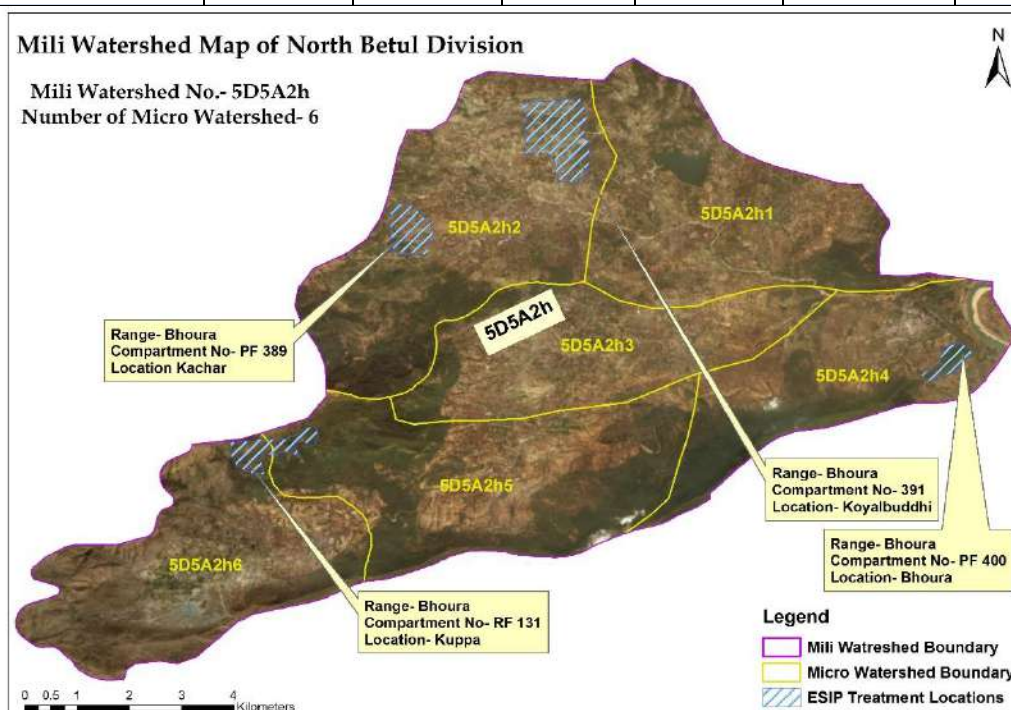 Mili Watershed Map of North Betul Division
N
Mili Watershed No.- 5D5A2h
Number of Micro Watershed- 6
5D5A2h1
5D5A2h2
5D5A2h
5D5A2h3
5D5A2h4
5D5A2h5
5D5A2h6
Range- Bhoura
Compartment No- PF 389
Location Kachar
Range- Bhoura
Compartment No- 391
Location- Koyalbuddhi
Range- Bhoura
Compartment No- PF 400
Location- Bhoura
Range- Bhoura
Compartment No- RF 131
Location- Kuppa
Legend
Mili Watreshed Boundary
Micro Watershed Boundary
ESIP Treatment Locations
0 0.5 1 2 3 4
Kilometers